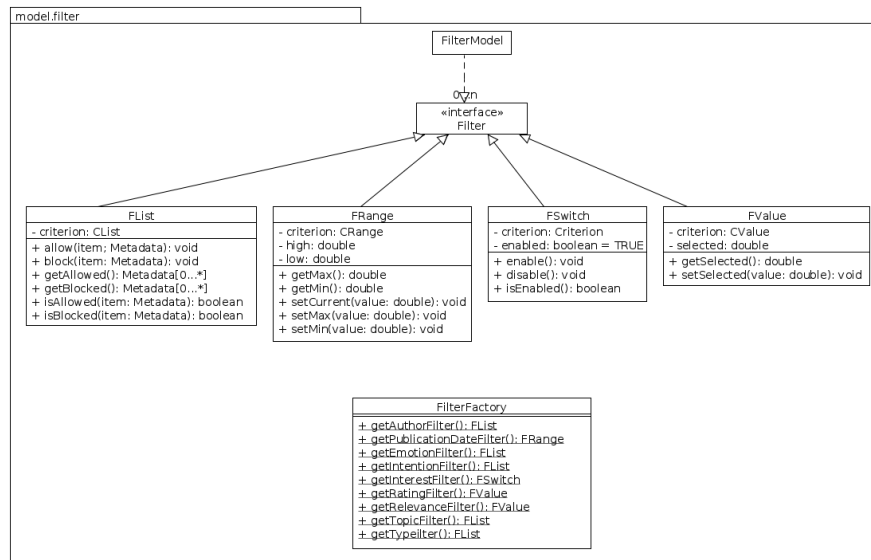 model.filter
FilterModel
«interface»
Filter
FList
- criterion: CList
+ allow(item; Metadata): void
+ block(item: Metadata): void
+ getAllowed(): Metadata[0...*]
+ getBlocked(): Metadata[0...*]
+ isAllowed(item: Metadata): boolean
+ isBlocked(item: Metadata): boolean
FRange
- criterion: CRange
- high: double
- low: double
+ getMax(): double
+ getMin(): double
+ setCurrent(value: double): void
+ setMax(value: double): void
+ setMin(value: double): void
FSwitch
- criterion: Criterion
- enabled: boolean = TRUE
+ enable(): void
+ disable(): void
+ isEnabled(): boolean
FValue
- criterion: CValue
- selected: double
+ getSelected(): double
+ setSelected(value: double): void
FilterFactory
+ getAuthorFilter(): FList
+ getPublicationDateFilter(): FRange
+ getEmotionFilter(): FList
+ getIntentionFilter(): FList
+ getInterestFilter(): FSwitch
+ getRatingFilter(): FValue
+ getRelevanceFilter(): FValue
+ getTopicFilter(): FList
+ getTypeilter(): FList